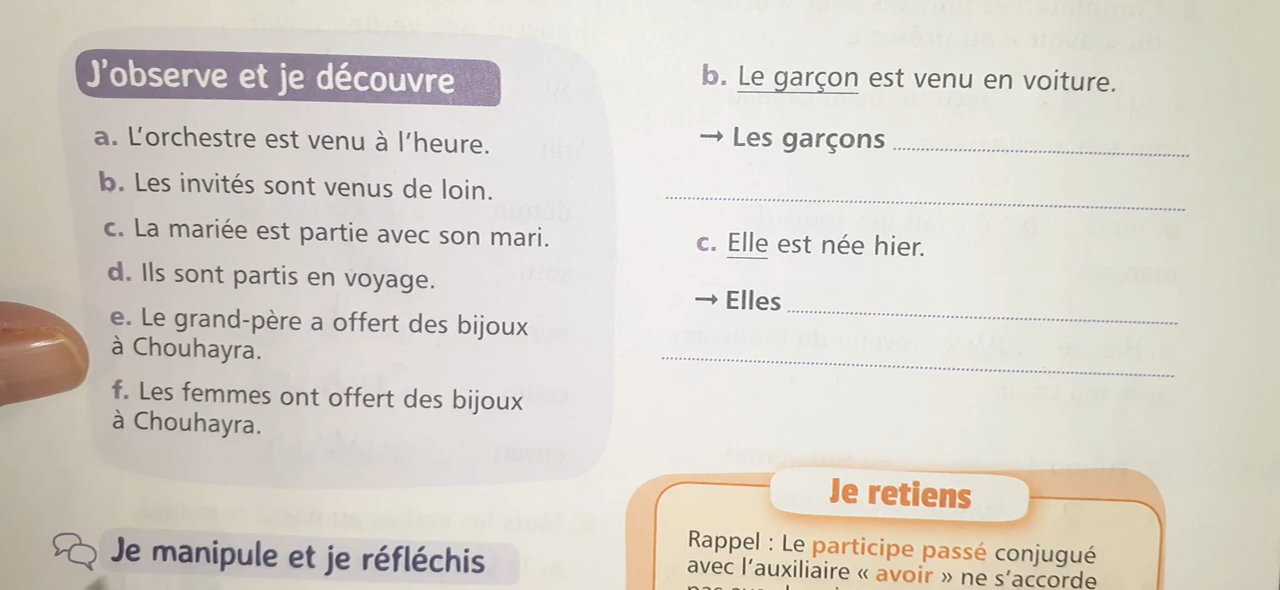 J'observe et je découvre
a. L'orchestre est venu à l'heure.
b. Les invités sont venus de loin.
c. La mariée est partie avec son mari.
d. Ils sont partis en voyage.
e. Le grand-père a offert des bijoux
à Chouhayra.
f. Les femmes ont offert des bijoux
à Chouhayra.
Je manipule et je réfléchis
b. Le garçon est venu en voiture.
→ Les garçons
c. Elle est née hier.
→ Elles
Je retiens
Rappel : Le participe passé conjugué
avec l'auxiliaire « avoir » ne s'accorde